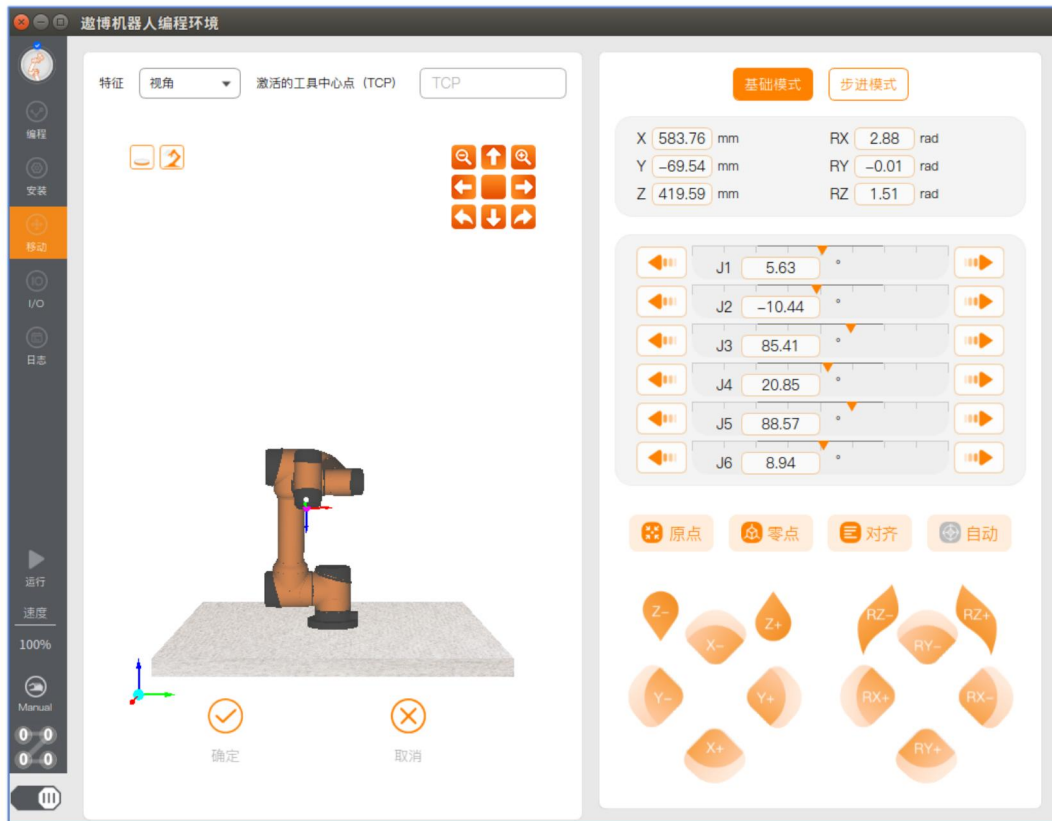 遨博机器人编程环境
编程
安装
移动
I/O
日志
运行
速度
100%
Manual
0 0
0 0
特征 视角 激活的工具中心点（TCP） TCP
确定 取消
基础模式 步进模式
X 583.76 mm RX 2.88 rad
Y -69.54 mm RY -0.01 rad
Z 419.59 mm RZ 1.51 rad
J1 5.63 °
J2 -10.44 °
J3 85.41 °
J4 20.85 °
J5 88.57 °
J6 8.94 °
原点 零点 对齐 自动
Z- Z+ RZ- RZ+
X- RY-
Y- Y+ RX+ RX-
X+ RY+